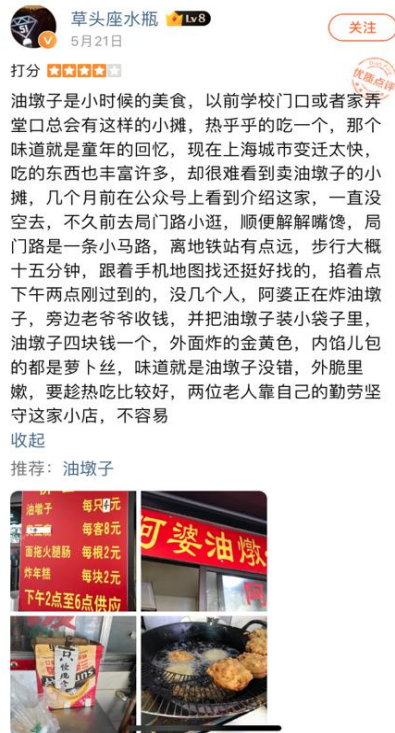 草头座水瓶 Lv8
关注
5月21日
打分
优质点评
油墩子是小时候的美食，以前学校门口或者家弄
堂口总会有这样的小摊，热乎乎的吃一个，那个
味道就是童年的回忆，现在上海城市变迁太快，
吃的东西也丰富许多，却很难看到卖油墩子的小
摊，几个月前在公众号上看到介绍这家，一直没
空去，不久前去局门路小逛，顺便解解嘴馋，局
门路是一条小马路，离地铁站有点远，步行大概
十五分钟，跟着手机地图找还挺好找的，掐着点
下午两点刚过到的，没几个人，阿婆正在炸油墩
子，旁边老爷爷收钱，并把油墩子装小袋子里，
油墩子四块钱一个，外面炸的金黄色，内馅儿包
的都是萝卜丝，味道就是油墩子没错，外脆里
嫩，要趁热吃比较好，两位老人靠自己的勤劳坚
守这家小店，不容易
收起
推荐：油墩子
油墩子 每只4元
每客8元
面拖火腿肠 每根2元
炸年糕 每块2元
下午2点至6点供应
阿婆油墩
阿